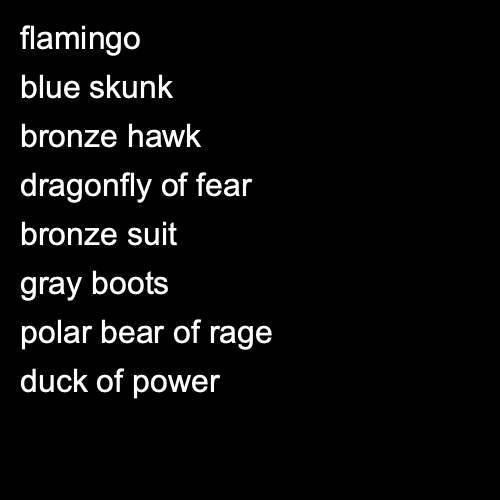 flamingo
blue skunk
bronze hawk
dragonfly of fear
bronze suit
gray boots
polar bear of rage
duck of power